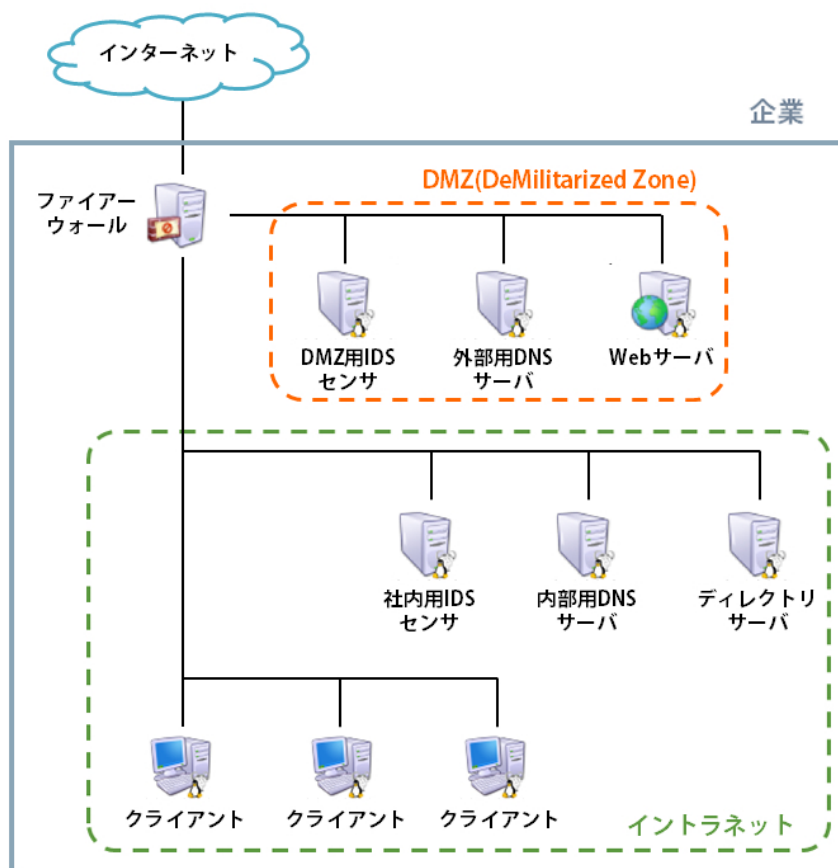 インターネット
企業
ファイアー
ウォール
DMZ(DeMilitarized Zone)
DMZ用IDS
センサ
外部用DNS
サーバ
Webサーバ
社内用IDS
センサ
内部用DNS
サーバ
ディレクトリ
サーバ
クライアント
クライアント
クライアント
イントラネット